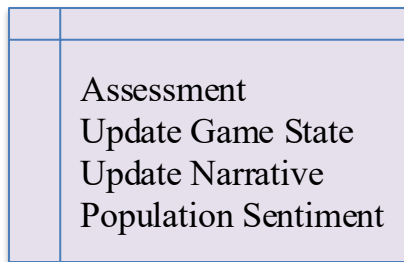 Assessment
Update Game State
Update Narrative
Population Sentiment